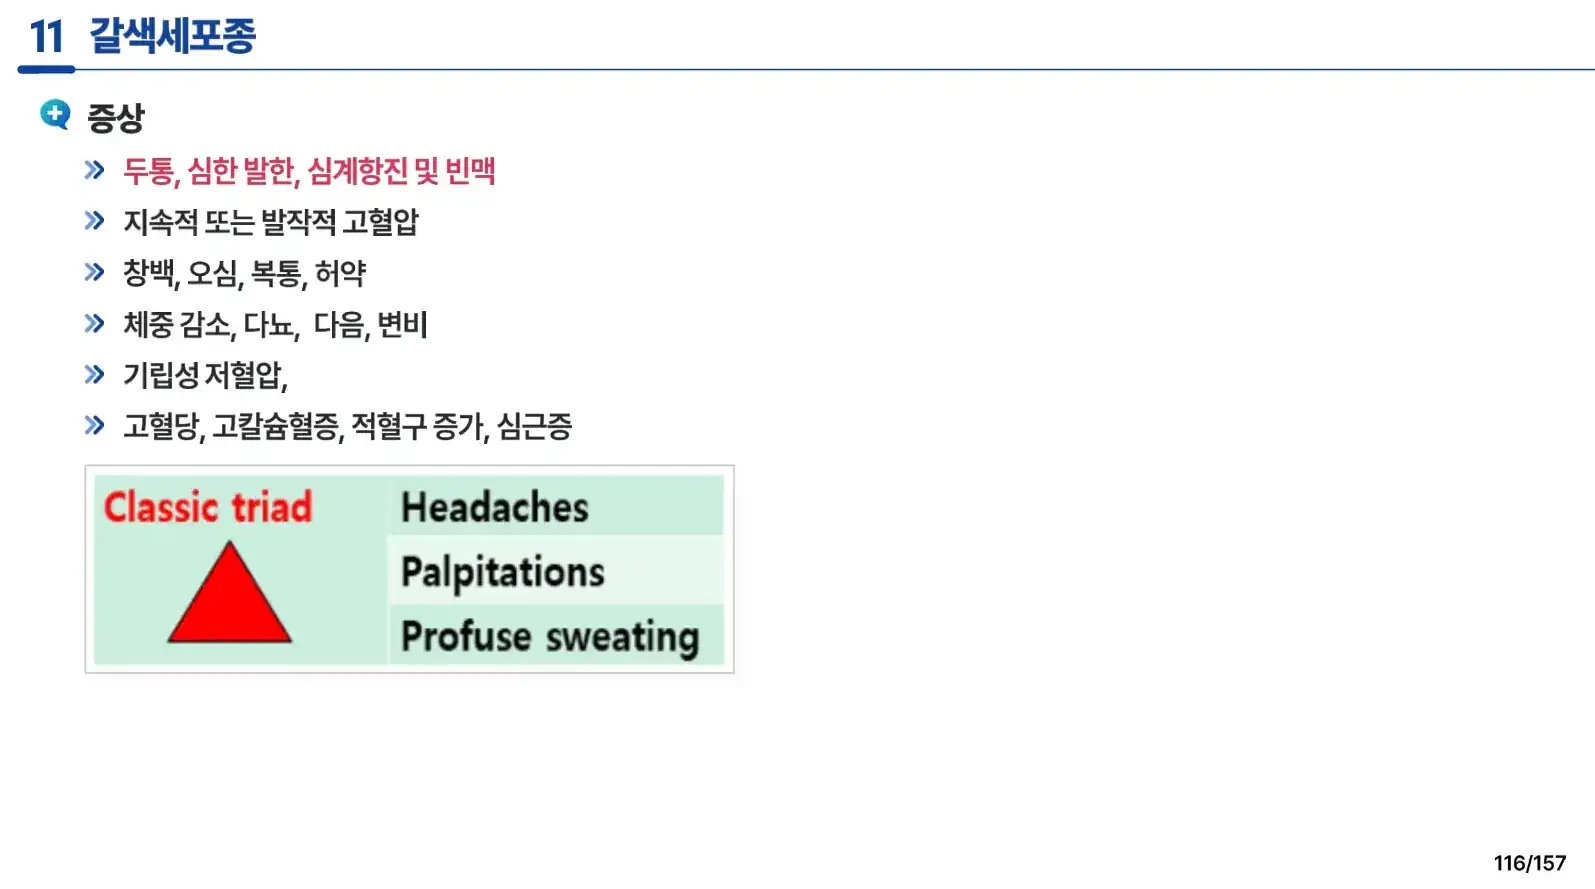 11 갈색세포종
증상
두통, 심한 발한, 심계항진 및 빈맥
지속적 또는 발작적 고혈압
창백, 오심, 복통, 허약
체중 감소, 다뇨, 다음, 변비
기립성 저혈압,
고혈당, 고칼슘혈증, 적혈구 증가, 심근증
Classic triad
Headaches
Palpitations
Profuse sweating
116/157